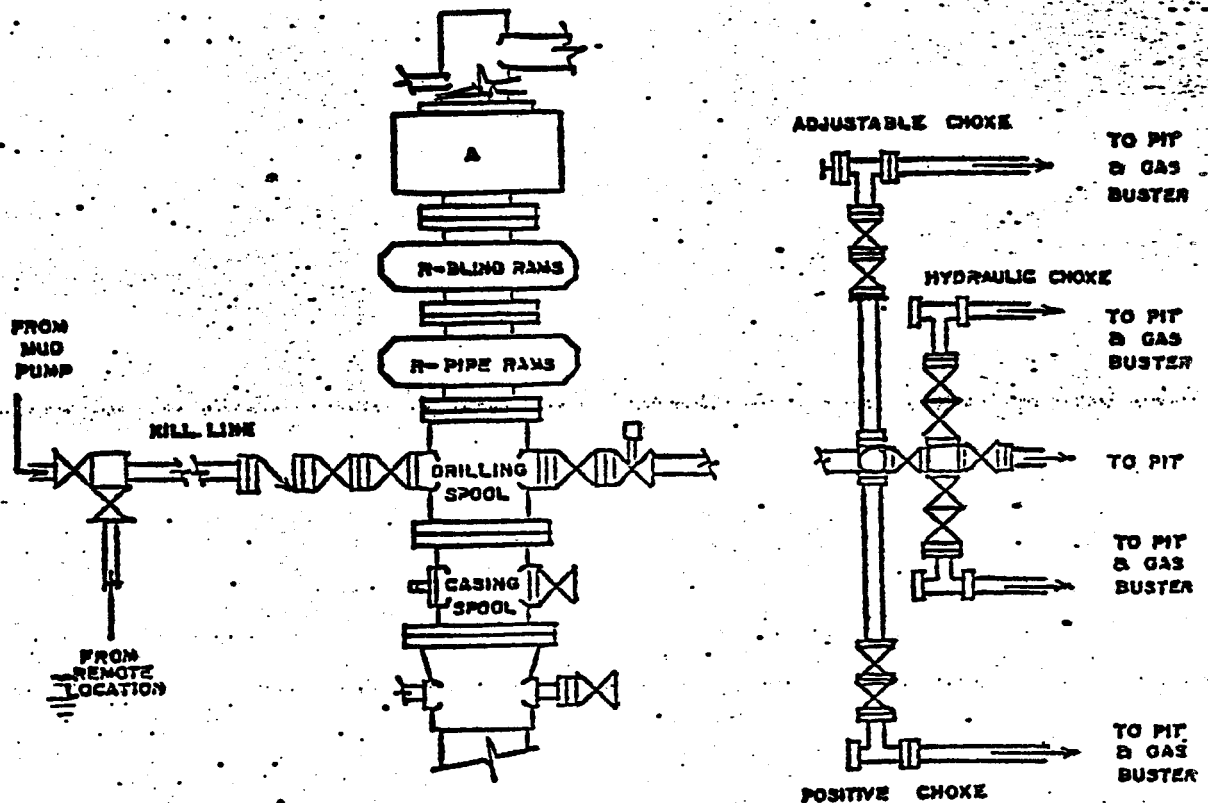 A
R-BLIND RAMS
R-PIPE RAMS
FROM
MUD
PUMP
KILL LINE
DRILLING
SPOOL
CASING
SPOOL
FROM
REMOTE
LOCATION
ADJUSTABLE CHOKE
TO PIT
& GAS
BUSTER
HYDRAULIC CHOKE
TO PIT
& GAS
BUSTER
TO PIT
TO PIT
& GAS
BUSTER
TO PIT
& GAS
BUSTER
POSITIVE CHOKE